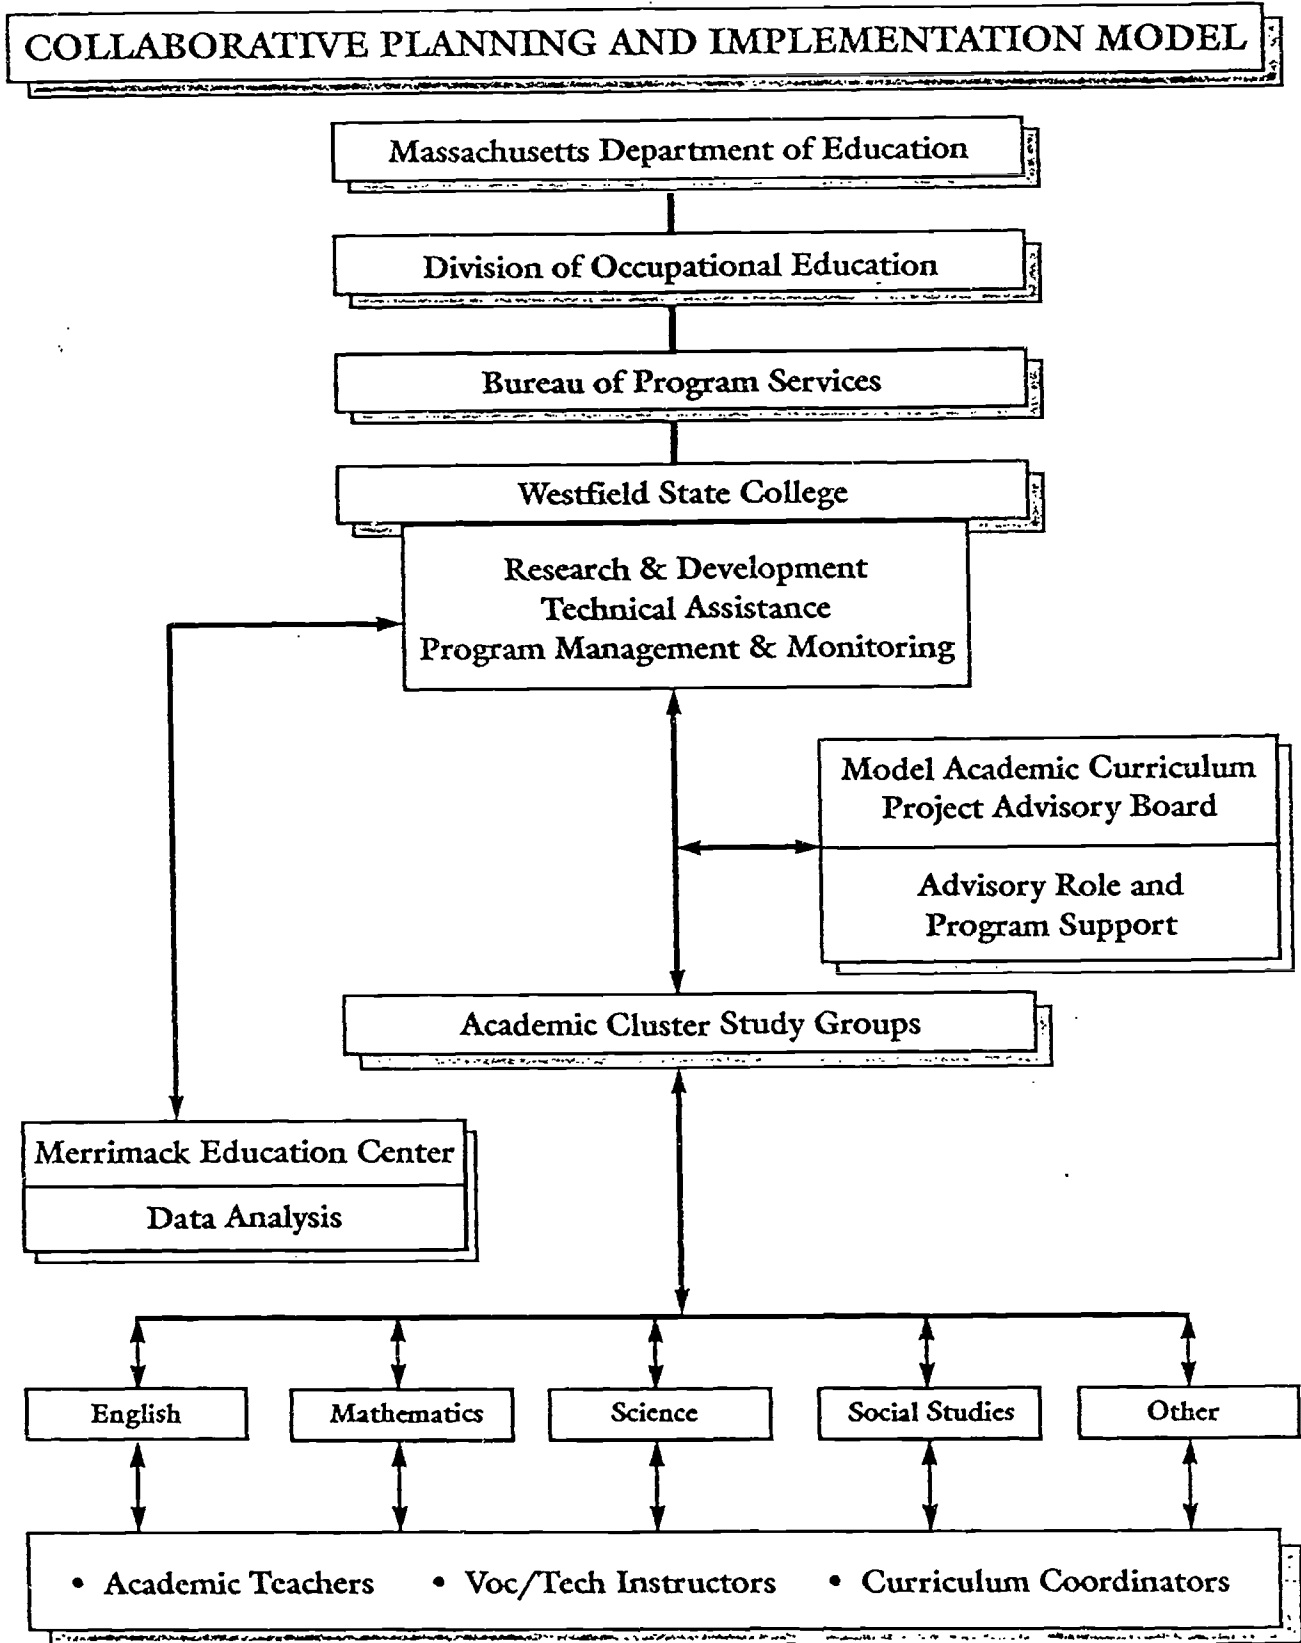 COLLABORATIVE PLANNING AND IMPLEMENTATION MODEL
Massachusetts Department of Education
Division of Occupational Education
Bureau of Program Services
Westfield State College
Research & Development
Technical Assistance
Program Management & Monitoring
Model Academic Curriculum
Project Advisory Board
Advisory Role and
Program Support
Academic Cluster Study Groups
Merrimack Education Center
Data Analysis
English
Mathematics
Science
Social Studies
Other
• Academic Teachers • Voc/Tech Instructors • Curriculum Coordinators